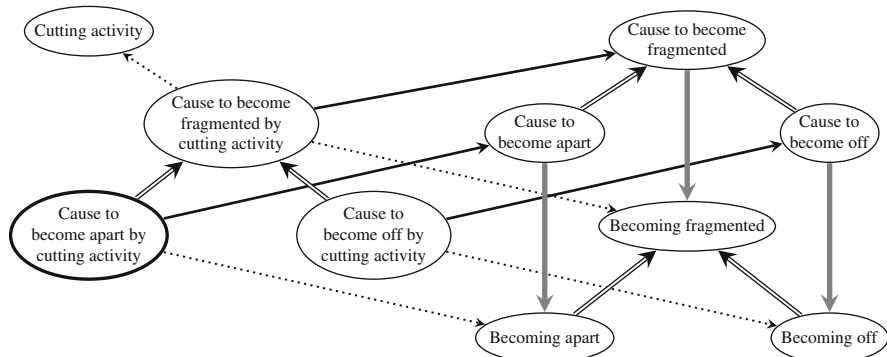 Cutting activity
Cause to become
fragmented
Cause to become
fragmented by
cutting activity
Cause to
become apart
Cause to
become off
Cause to
become apart by
cutting activity
Cause to
become off by
cutting activity
Becoming fragmented
Becoming apart
Becoming off